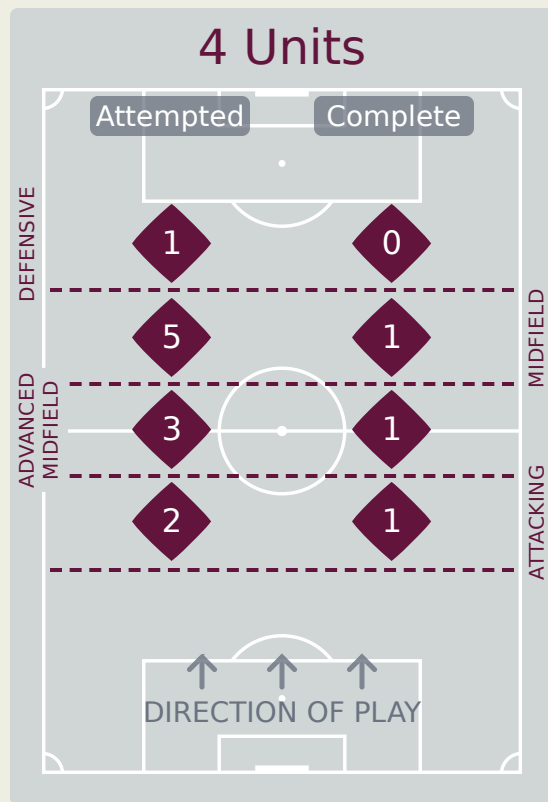 4 Units
Attempted Complete
DEFENSIVE
1 0
MIDFIELD
5 1
ADVANCED
MIDFIELD
3 1
ATTACKING
2 1
DIRECTION OF PLAY